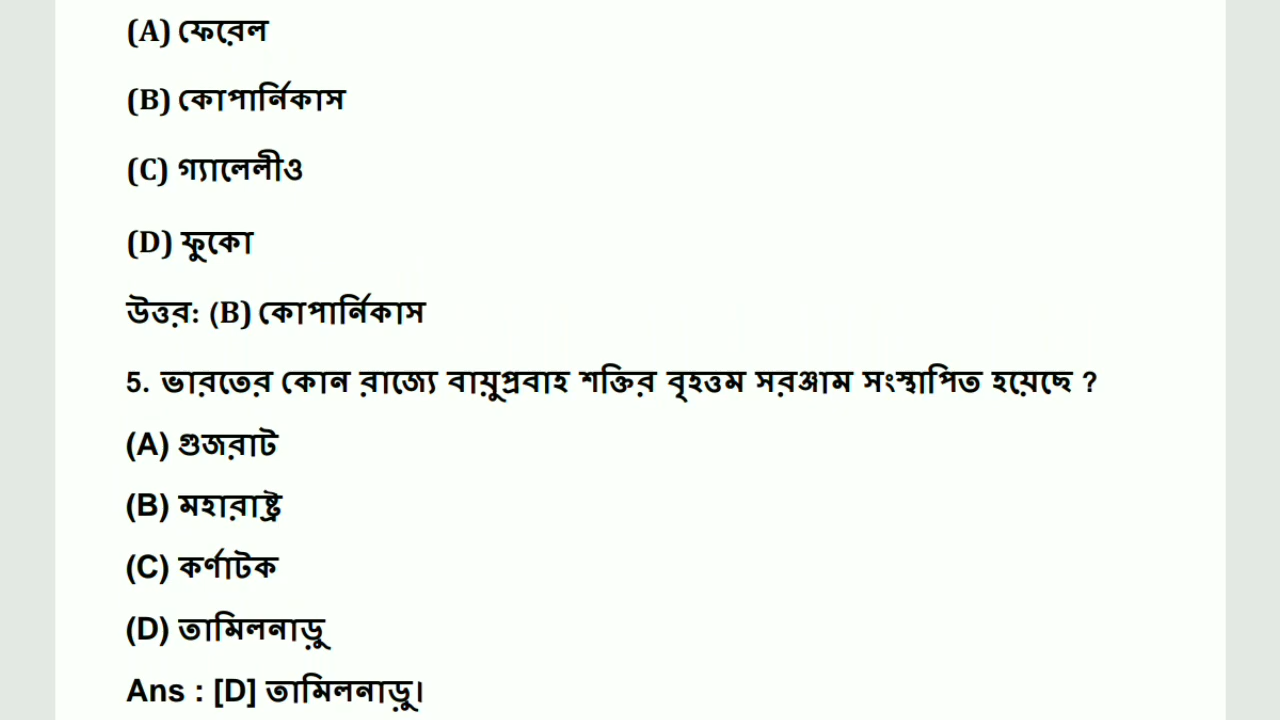 (A) ফেরেল
(B) কোপার্নিকাস
(C) গ্যালেলীও
(D) ফুকো
উত্তর: (B) কোপার্নিকাস
5. ভারতের কোন রাজ্যে বায়ুপ্রবাহ শক্তির বৃহত্তম সরঞ্জাম সংস্থাপিত হয়েছে ?
(A) গুজরাট
(B) মহারাষ্ট্র
(C) কর্ণাটক
(D) তামিলনাড়ু
Ans : [D] তামিলনাড়ু।